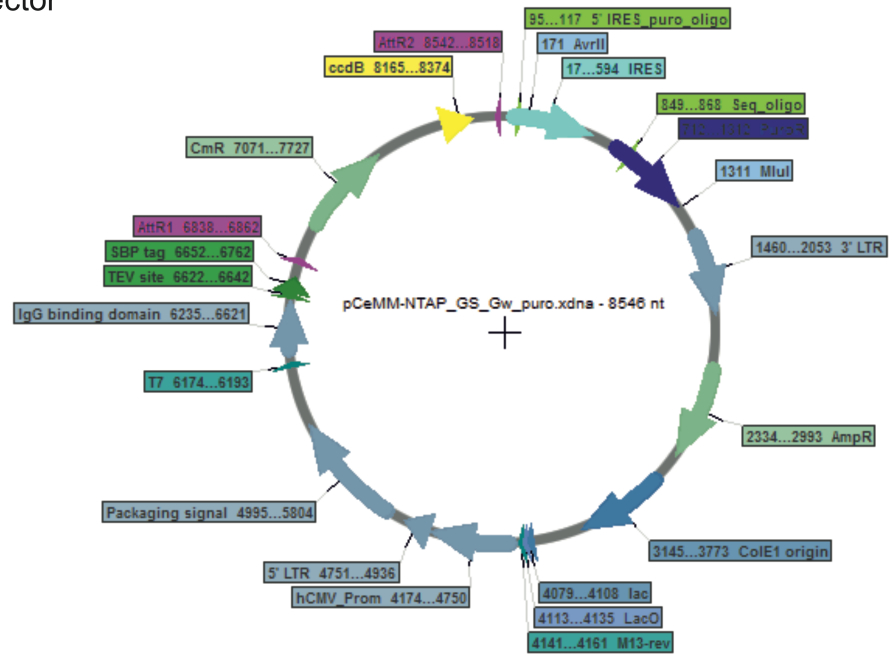 95...117 5' IRES_puro_oligo
AttR2 8542...8518
171 AvrII
ccdB 8165...8374
17...594 IRES
849...868 Seq_oligo
CmR 7071...7727
1311 MluI
AttR1 6838...6862
1460...2053 3' LTR
SBP tag 6652...6762
TEV site 6622...6642
pCeMM-NTAP_GS_Gw_puro.xdna - 8546 nt
IgG binding domain 6235...6621
T7 6174...6193
2334...2993 AmpR
Packaging signal 4995...5804
3145...3773 ColE1 origin
5' LTR 4751...4936
4079...4108 lac
hCMV_Prom 4174...4750
4113...4135 LacO
4141...4161 M13-rev